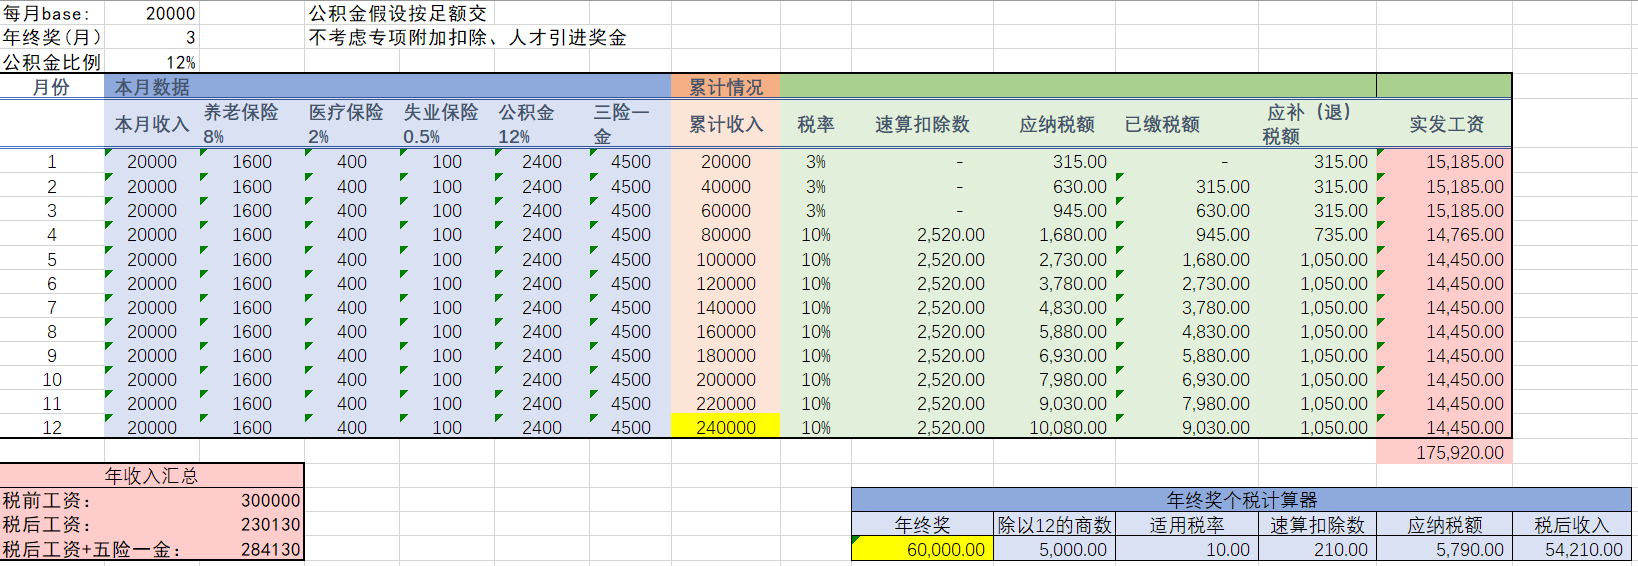 每月base: 20000 公积金假设按足额交
年终奖(月) 3 不考虑专项附加扣除、人才引进奖金
公积金比例 12%
月份 本月数据 累计情况
本月收入 养老保险 8% 医疗保险 2% 失业保险 0.5% 公积金 12% 三险一金 累计收入 税率 速算扣除数 应纳税额 已缴税额 应补（退）税额 实发工资
1 20000 1600 400 100 2400 4500 20000 3% - 315.00 - 315.00 15,185.00
2 20000 1600 400 100 2400 4500 40000 3% - 630.00 315.00 315.00 15,185.00
3 20000 1600 400 100 2400 4500 60000 3% - 945.00 630.00 315.00 15,185.00
4 20000 1600 400 100 2400 4500 80000 10% 2,520.00 1,680.00 945.00 735.00 14,765.00
5 20000 1600 400 100 2400 4500 100000 10% 2,520.00 2,730.00 1,680.00 1,050.00 14,450.00
6 20000 1600 400 100 2400 4500 120000 10% 2,520.00 3,780.00 2,730.00 1,050.00 14,450.00
7 20000 1600 400 100 2400 4500 140000 10% 2,520.00 4,830.00 3,780.00 1,050.00 14,450.00
8 20000 1600 400 100 2400 4500 160000 10% 2,520.00 5,880.00 4,830.00 1,050.00 14,450.00
9 20000 1600 400 100 2400 4500 180000 10% 2,520.00 6,930.00 5,880.00 1,050.00 14,450.00
10 20000 1600 400 100 2400 4500 200000 10% 2,520.00 7,980.00 6,930.00 1,050.00 14,450.00
11 20000 1600 400 100 2400 4500 220000 10% 2,520.00 9,030.00 7,980.00 1,050.00 14,450.00
12 20000 1600 400 100 2400 4500 240000 10% 2,520.00 10,080.00 9,030.00 1,050.00 14,450.00
175,920.00
年收入汇总
税前工资: 300000
税后工资: 230130
税后工资+五险一金: 284130
年终奖个税计算器
年终奖 除以12的商数 适用税率 速算扣除数 应纳税额 税后收入
60,000.00 5,000.00 10.00 210.00 5,790.00 54,210.00